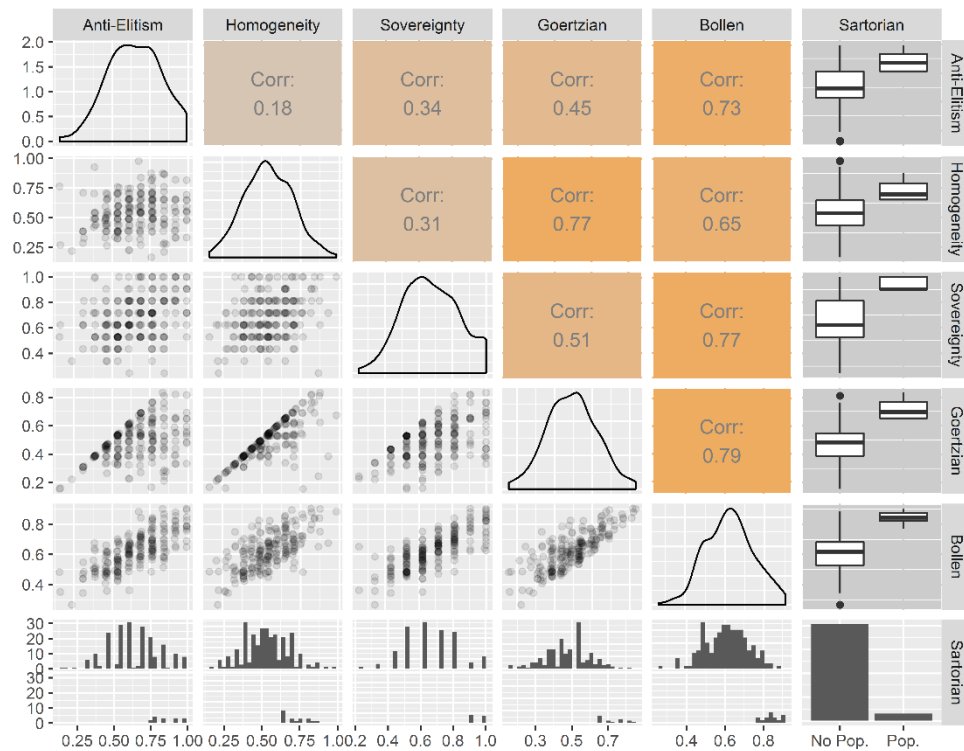 Anti-Elitism Homogeneity Sovereignty Goertzian Bollen Sartorian
2.0
1.5
1.0
0.5
0.0
Corr: 0.18
Corr: 0.34
Corr: 0.45
Corr: 0.73
Anti-Elitism
1.00
0.75
0.50
0.25
Corr: 0.31
Corr: 0.77
Corr: 0.65
Homogeneity
1.0
0.8
0.6
0.4
Corr: 0.51
Corr: 0.77
Sovereignty
0.8
0.6
0.4
0.2
Corr: 0.79
Goertzian
0.8
0.6
0.4
Bollen
30
20
10
0
30
20
10
0
Sartorian
0.25 0.50 0.75 1.00 0.25 0.50 0.75 1.00 0.4 0.6 0.8 1.0 0.3 0.5 0.7 0.4 0.6 0.8 No Pop. Pop.